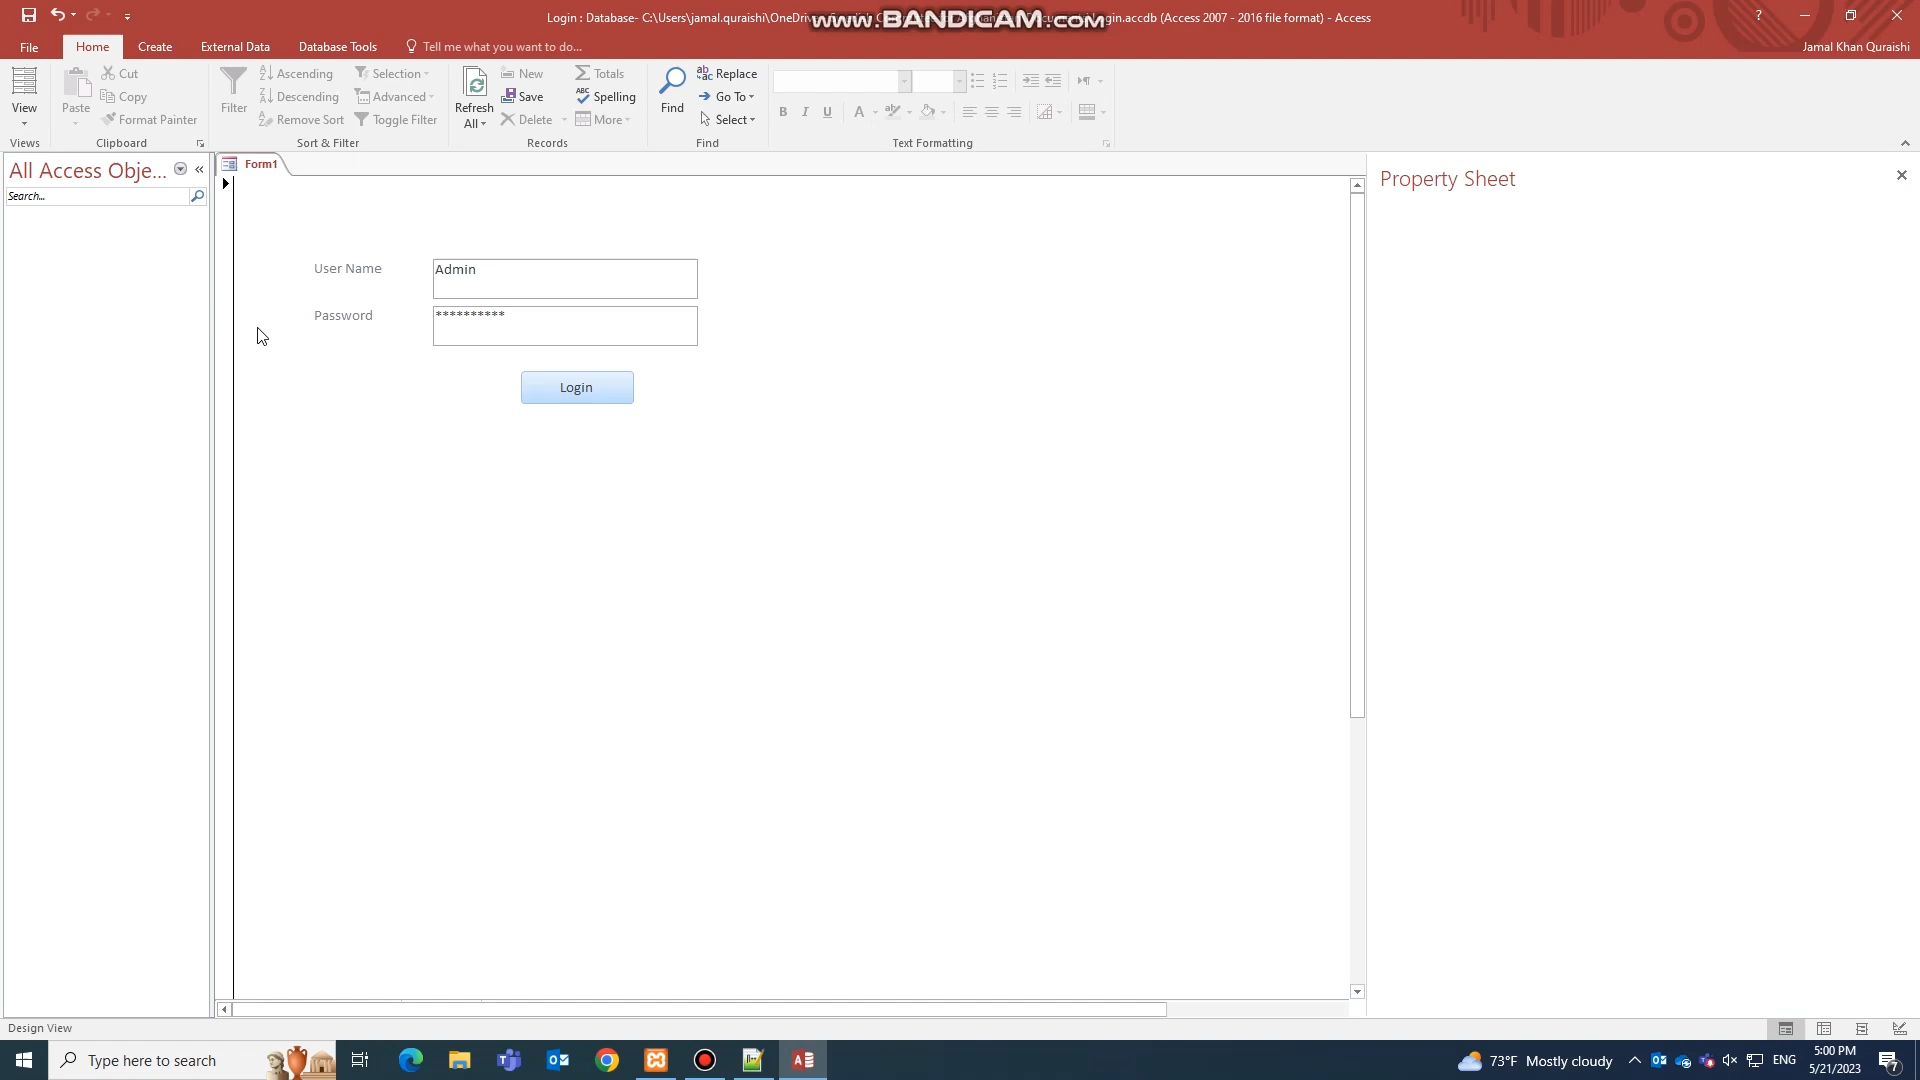 Login : Database- C:\Users\jamal.quraishi\OneDrive
www.BANDICAM.com
Login.accdb (Access 2007 - 2016 file format) - Access
?
File
Home
Create
External Data
Database Tools
Tell me what you want to do...
Jamal Khan Quraishi
View
Paste
Cut
Copy
Format Painter
Filter
Ascending
Descending
Remove Sort
Selection
Advanced
Toggle Filter
Refresh
All
New
Save
Delete
Totals
Spelling
More
Find
Replace
Go To
Select
B I U A
Views
Clipboard
Sort & Filter
Records
Find
Text Formatting
All Access Obje...
Search...
Form1
Property Sheet
User Name
Admin
Password
**********
Login
Design View
Type here to search
73°F Mostly cloudy
ENG
5:00 PM
5/21/2023
7